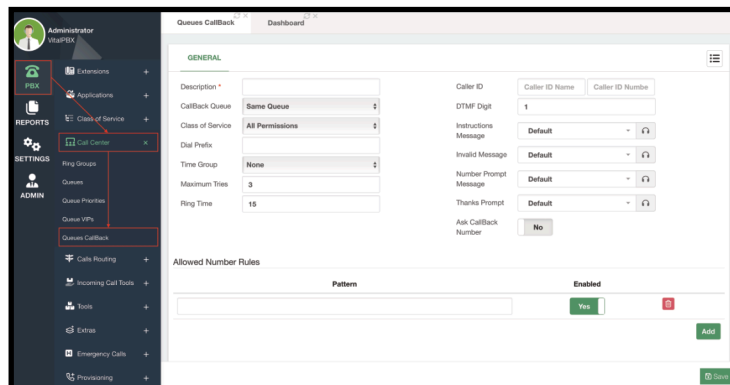 Administrator
VitalPBX
PBX
REPORTS
SETTINGS
ADMIN
Extensions +
Applications +
Class of Service +
Call Center ×
Ring Groups
Queues
Queue Priorities
Queue VIPs
Queues CallBack
Calls Routing +
Incoming Call Tools +
Tools +
Extras +
Emergency Calls +
Provisioning +
Queues CallBack
Dashboard
GENERAL
Description *
CallBack Queue Same Queue
Class of Service All Permissions
Dial Prefix
Time Group None
Maximum Tries 3
Ring Time 15
Caller ID Caller ID Name Caller ID Numbe
DTMF Digit 1
Instructions
Message Default
Invalid Message Default
Number Prompt
Message Default
Thanks Prompt Default
Ask CallBack
Number No
Allowed Number Rules
Pattern Enabled
Yes
Add
Save